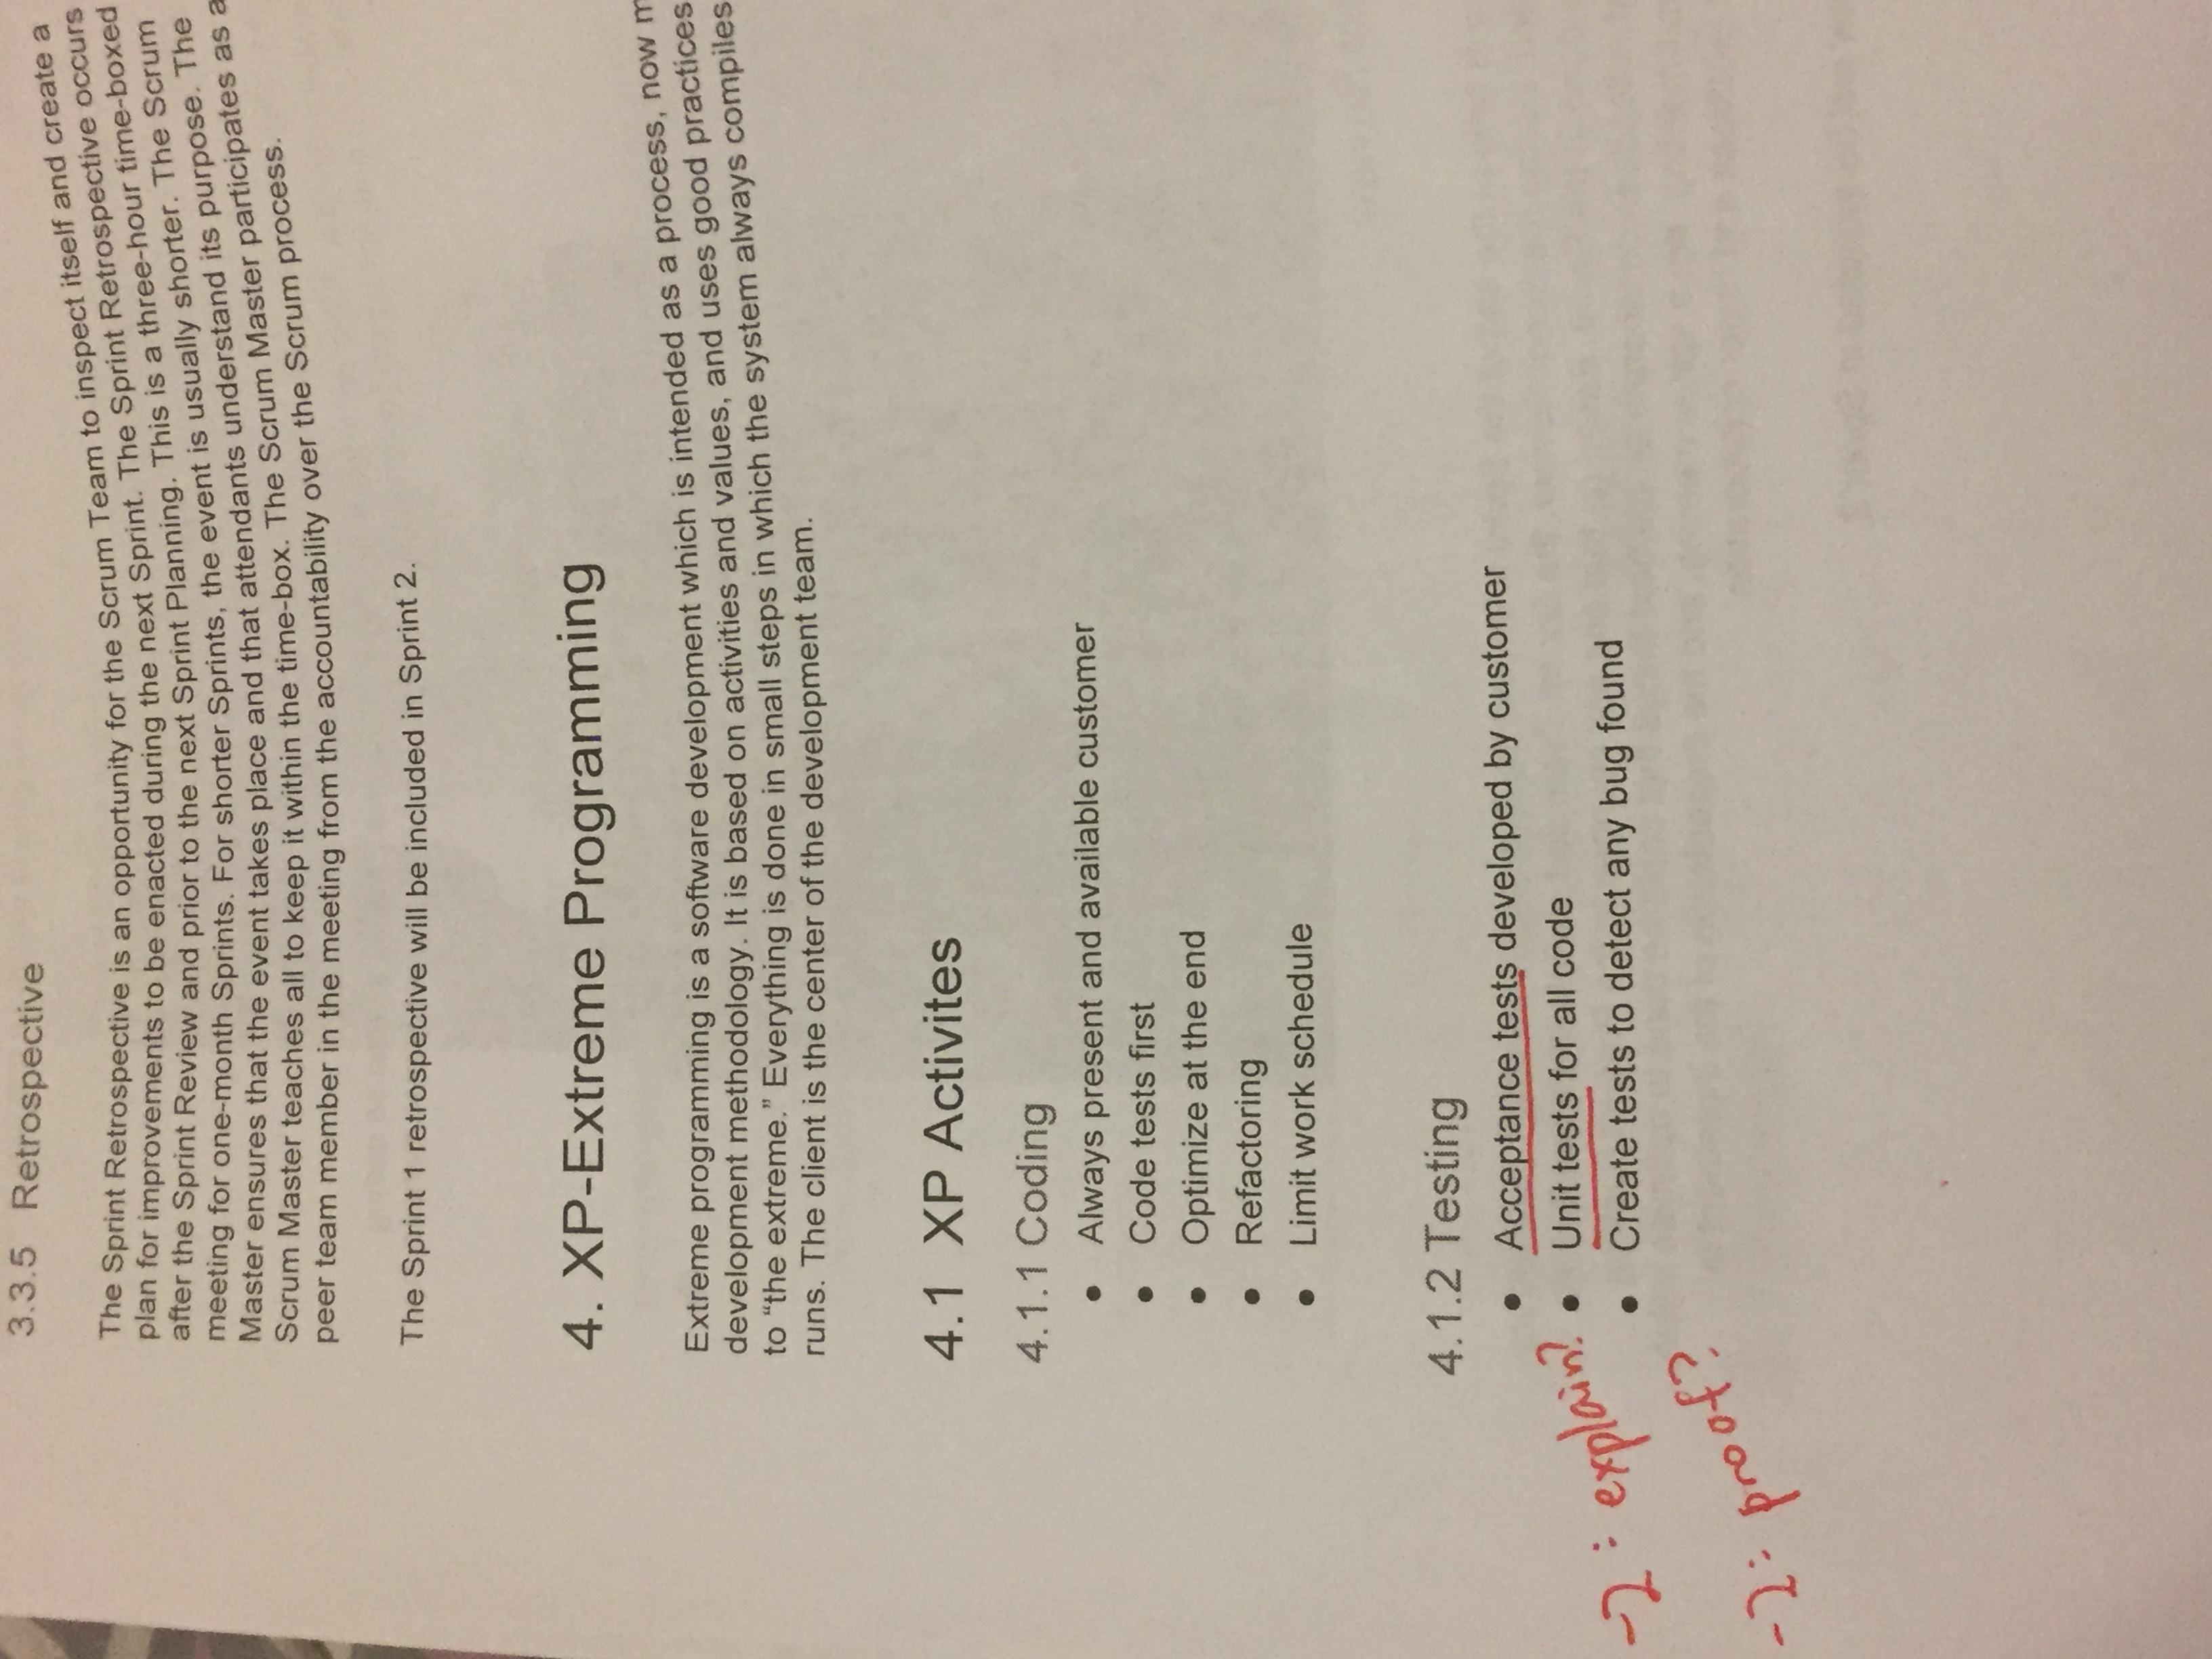 3.3.5 Retrospective
The Sprint Retrospective is an opportunity for the Scrum Team to inspect itself and create a
plan for improvements to be enacted during the next Sprint. The Sprint Retrospective occurs
after the Sprint Review and prior to the next Sprint Planning. This is a three-hour time-boxed
meeting for one-month Sprints. For shorter Sprints, the event is usually shorter. The Scrum
Master ensures that the event takes place and that attendants understand its purpose. The
Scrum Master teaches all to keep it within the time-box. The Scrum Master participates as a
peer team member in the meeting from the accountability over the Scrum process.
The Sprint 1 retrospective will be included in Sprint 2.
4. XP-Extreme Programming
Extreme programming is a software development which is intended as a process, now
development methodology. It is based on activities and values, and uses good practices
to “the extreme.” Everything is done in small steps in which the system always compiles
runs. The client is the center of the development team.
4.1 XP Activites
4.1.1 Coding
• Always present and available customer
• Code tests first
• Optimize at the end
• Refactoring
• Limit work schedule
4.1.2 Testing
• Acceptance tests developed by customer
• Unit tests for all code
-2: explain?
• Create tests to detect any bug found
-2: proof?